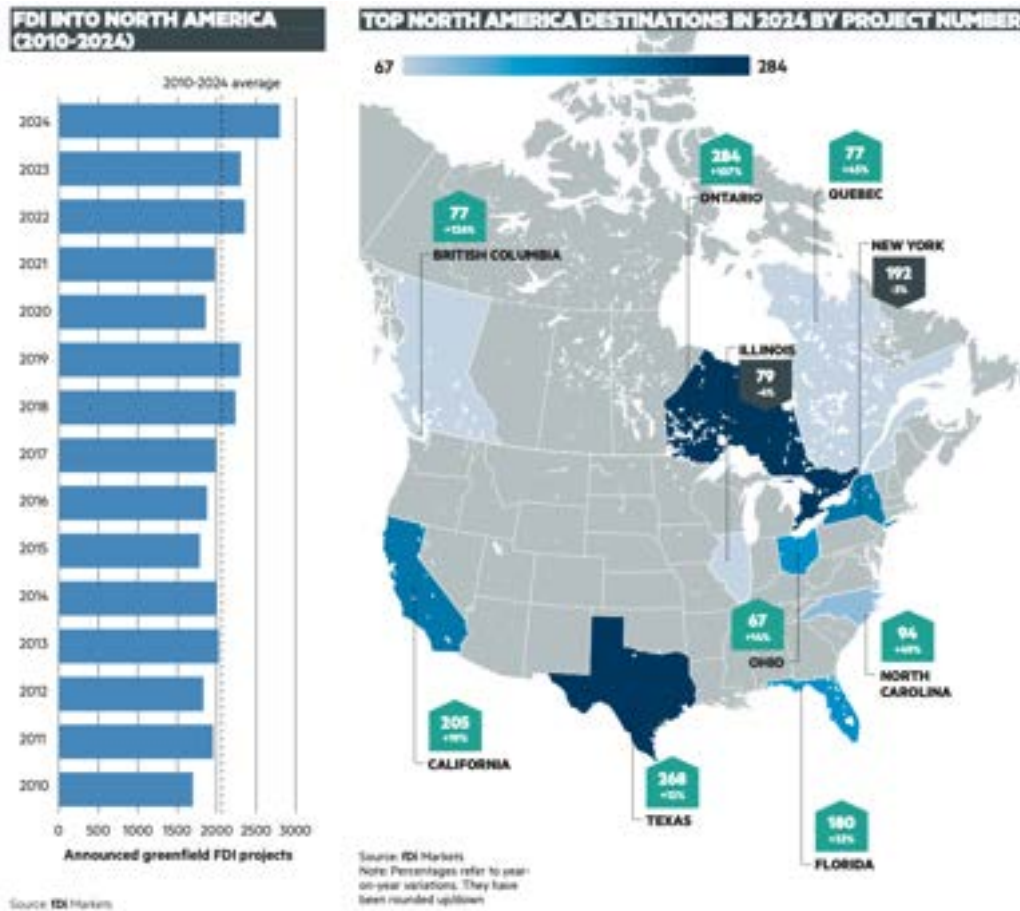 FDI INTO NORTH AMERICA
(2010-2024)
2010-2024 average
2024
2023
2022
2021
2020
2019
2018
2017
2016
2015
2014
2013
2012
2011
2010
0 500 1000 1500 2000 2500 3000
Announced greenfield FDI projects
Source: fDi Markets
TOP NORTH AMERICA DESTINATIONS IN 2024 BY PROJECT NUMBER
67 284
284
+107%
ONTARIO
77
+45%
QUEBEC
77
BRITISH COLUMBIA
NEW YORK
192
ILLINOIS
79
67
OHIO
94
NORTH
CAROLINA
205
+19%
CALIFORNIA
268
TEXAS
180
FLORIDA
Source: fDi Markets
Note: Percentages refer to year-
on-year variations. They have
been rounded up/down